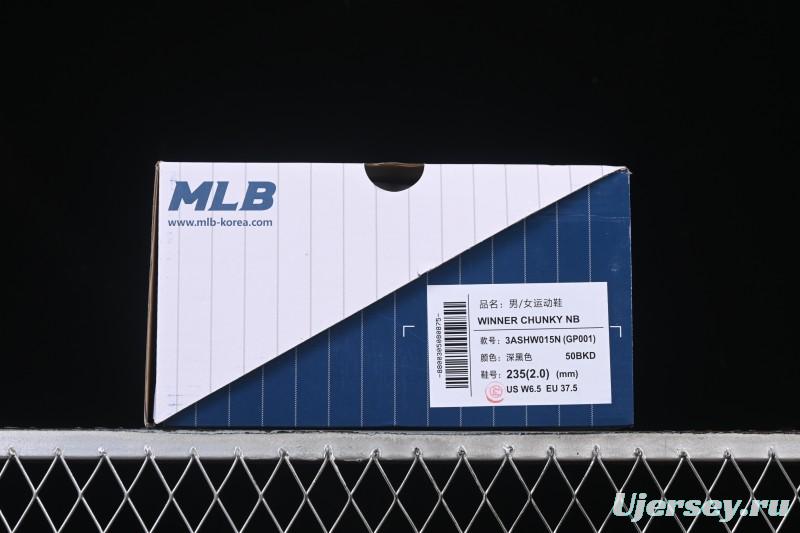 MLB
www.mlb-korea.com
品名：男/女运动鞋
WINNER CHUNKY NB
款号：3ASHW015N (GP001)
颜色：深黑色 50BKD
鞋号：235(2.0) (mm)
US W6.5 EU 37.5
-8800305080875-
Ujersey.ru